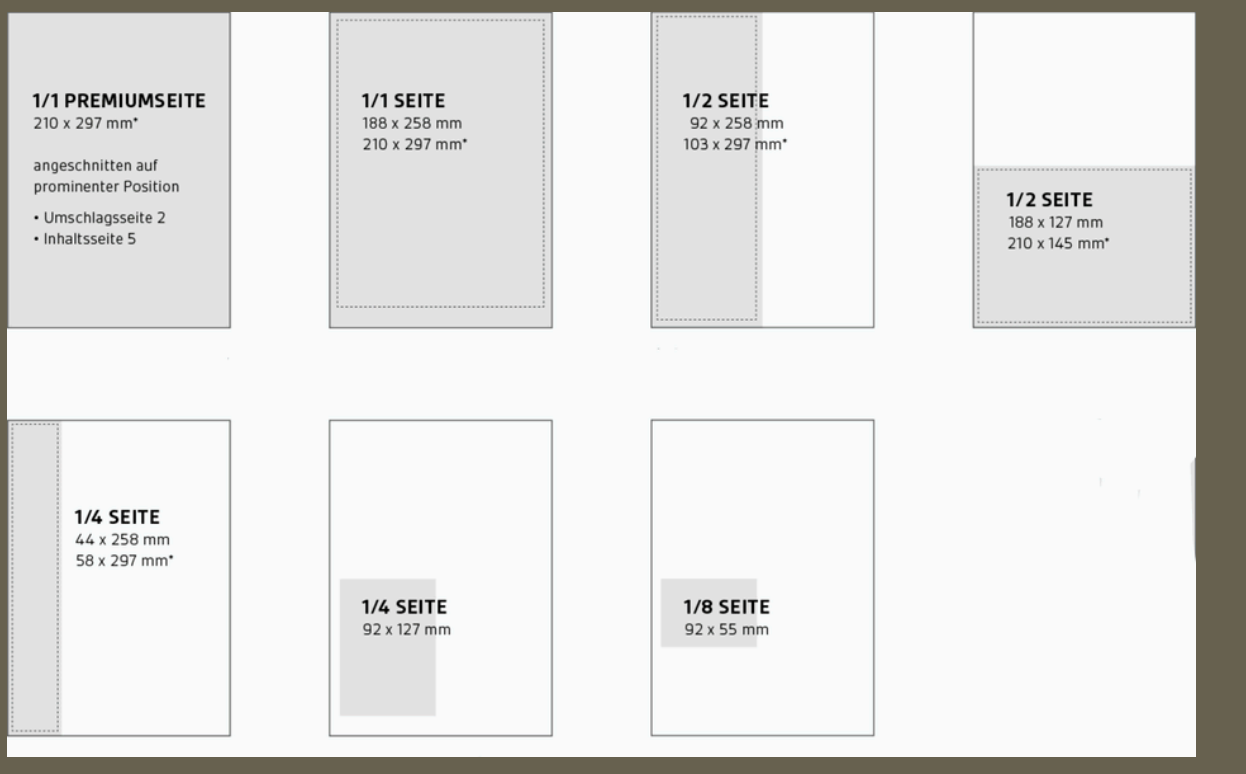 1/1 PREMIUMSEITE
210 x 297 mm*
angeschnitten auf
prominenter Position
• Umschlagsseite 2
• Inhaltsseite 5
1/1 SEITE
188 x 258 mm
210 x 297 mm*
1/2 SEITE
92 x 258 mm
103 x 297 mm*
1/2 SEITE
188 x 127 mm
210 x 145 mm*
1/4 SEITE
44 x 258 mm
58 x 297 mm*
1/4 SEITE
92 x 127 mm
1/8 SEITE
92 x 55 mm